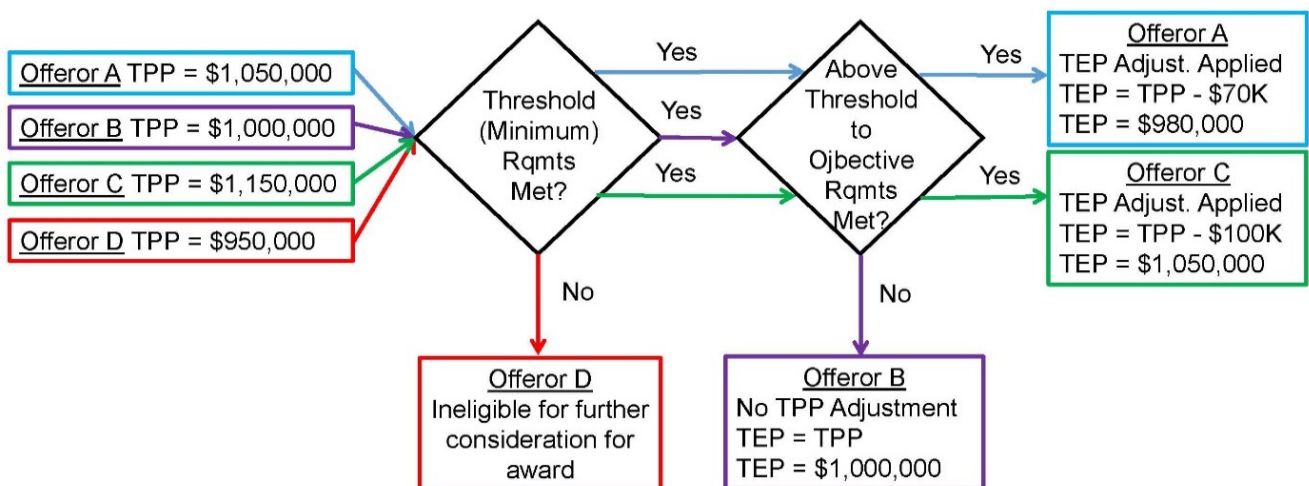 Offeror A TPP = $1,050,000
Offeror B TPP = $1,000,000
Offeror C TPP = $1,150,000
Offeror D TPP = $950,000
Threshold
(Minimum)
Rqmts
Met?
Yes
Yes
Yes
No
Above
Threshold
to
Ojbective
Rqmts
Met?
Yes
Yes
No
Offeror A
TEP Adjust. Applied
TEP = TPP - $70K
TEP = $980,000
Offeror C
TEP Adjust. Applied
TEP = TPP - $100K
TEP = $1,050,000
Offeror D
Ineligible for further
consideration for
award
Offeror B
No TPP Adjustment
TEP = TPP
TEP = $1,000,000